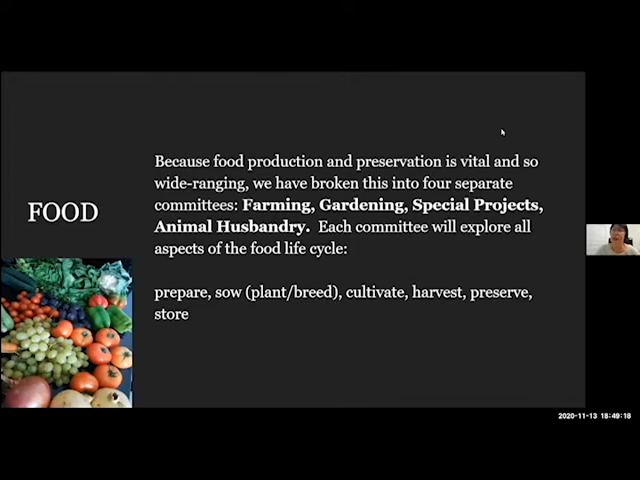 FOOD
Because food production and preservation is vital and so
wide-ranging, we have broken this into four separate
committees: Farming, Gardening, Special Projects,
Animal Husbandry. Each committee will explore all
aspects of the food life cycle:
prepare, sow (plant/breed), cultivate, harvest, preserve,
store
2020-11-13 18:49:18